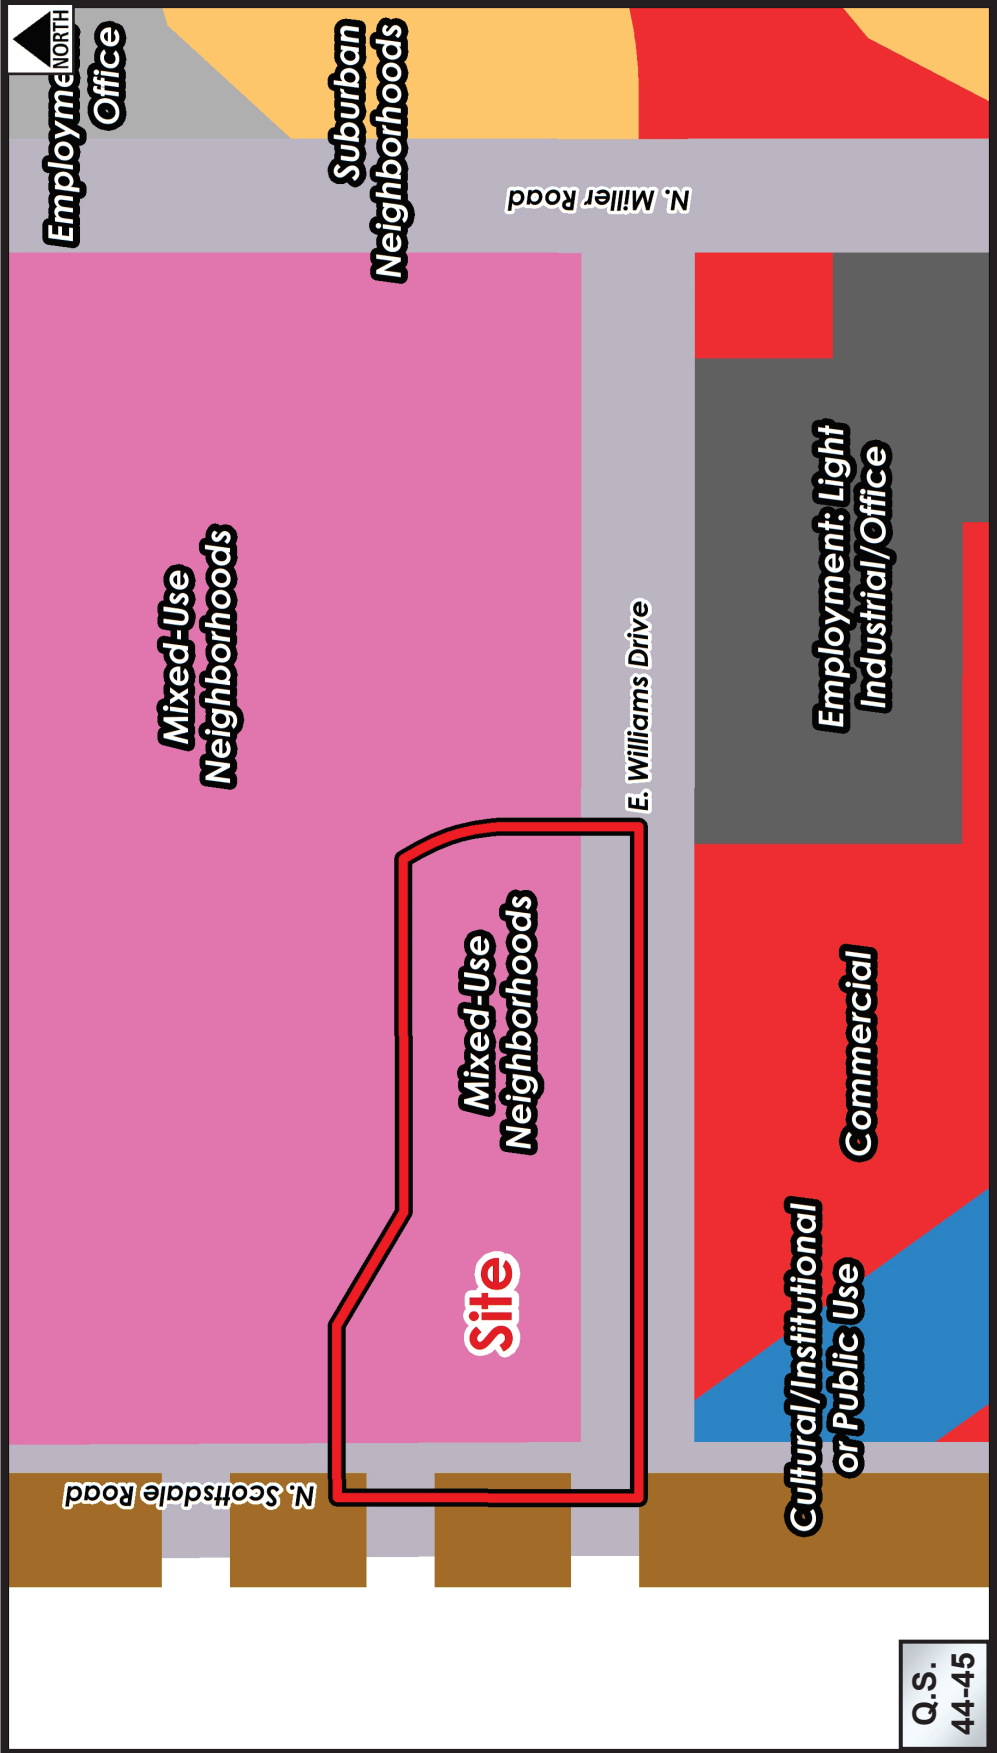 NORTH
Employme
Office
Suburban
Neighborhoods
N. Miller Road
Mixed-Use
Neighborhoods
E. Williams Drive
Employment: Light
Industrial/Office
Mixed-Use
Neighborhoods
Site
Commercial
Cultural/Institutional
or Public Use
N. Scottsdale Road
Q.S.
44-45